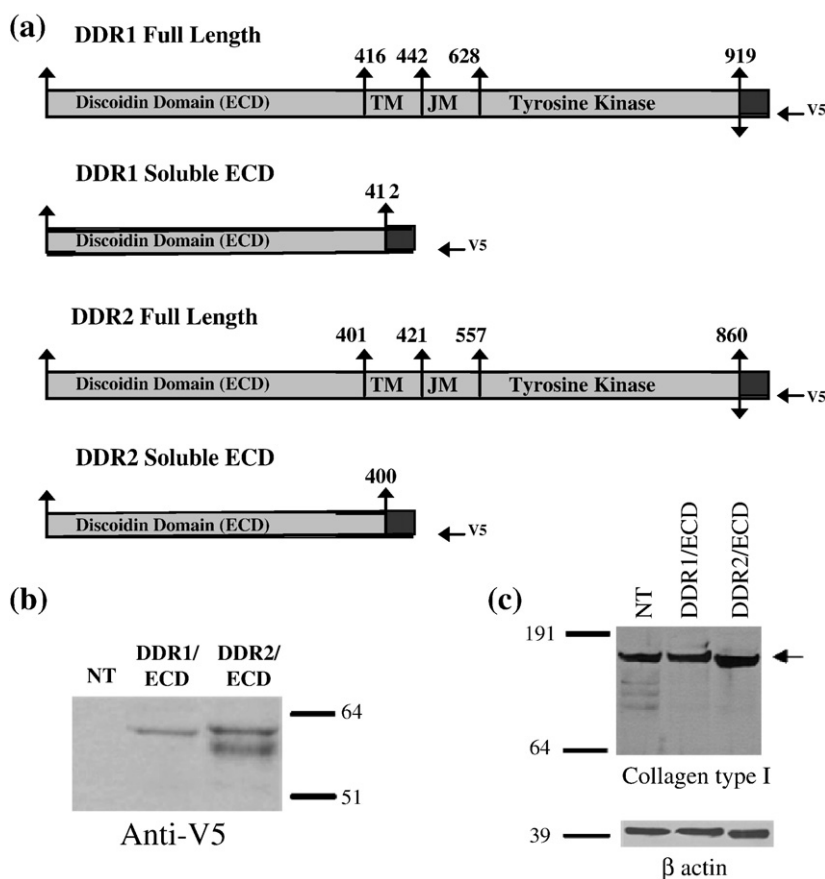 (a)
DDR1 Full Length
416 442 628 919
Discoidin Domain (ECD) TM JM Tyrosine Kinase
V5
DDR1 Soluble ECD
41 2
Discoidin Domain (ECD)
V5
DDR2 Full Length
401 421 557 860
Discoidin Domain (ECD) TM JM Tyrosine Kinase
V5
DDR2 Soluble ECD
400
Discoidin Domain (ECD)
V5
(b)
NT DDR1/ECD DDR2/ECD
64
51
Anti-V5
(c)
NT DDR1/ECD DDR2/ECD
191
64
Collagen type I
39
β actin